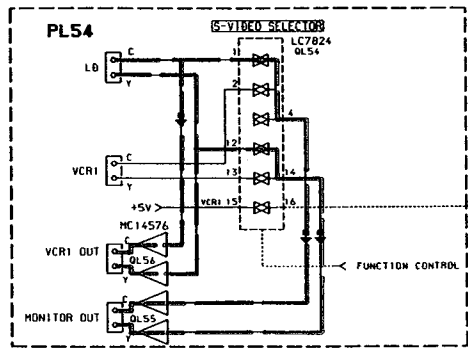 PL54
S-VIDEO SELECTOR
LC7824
QL54
C
LD
Y
1
2
4
12
C
VCR1
Y
13
14
+5V
VCR1 15
16
MC14576
C
VCR1 OUT
QL56
Y
FUNCTION CONTROL
C
MONITOR OUT
QL55
Y